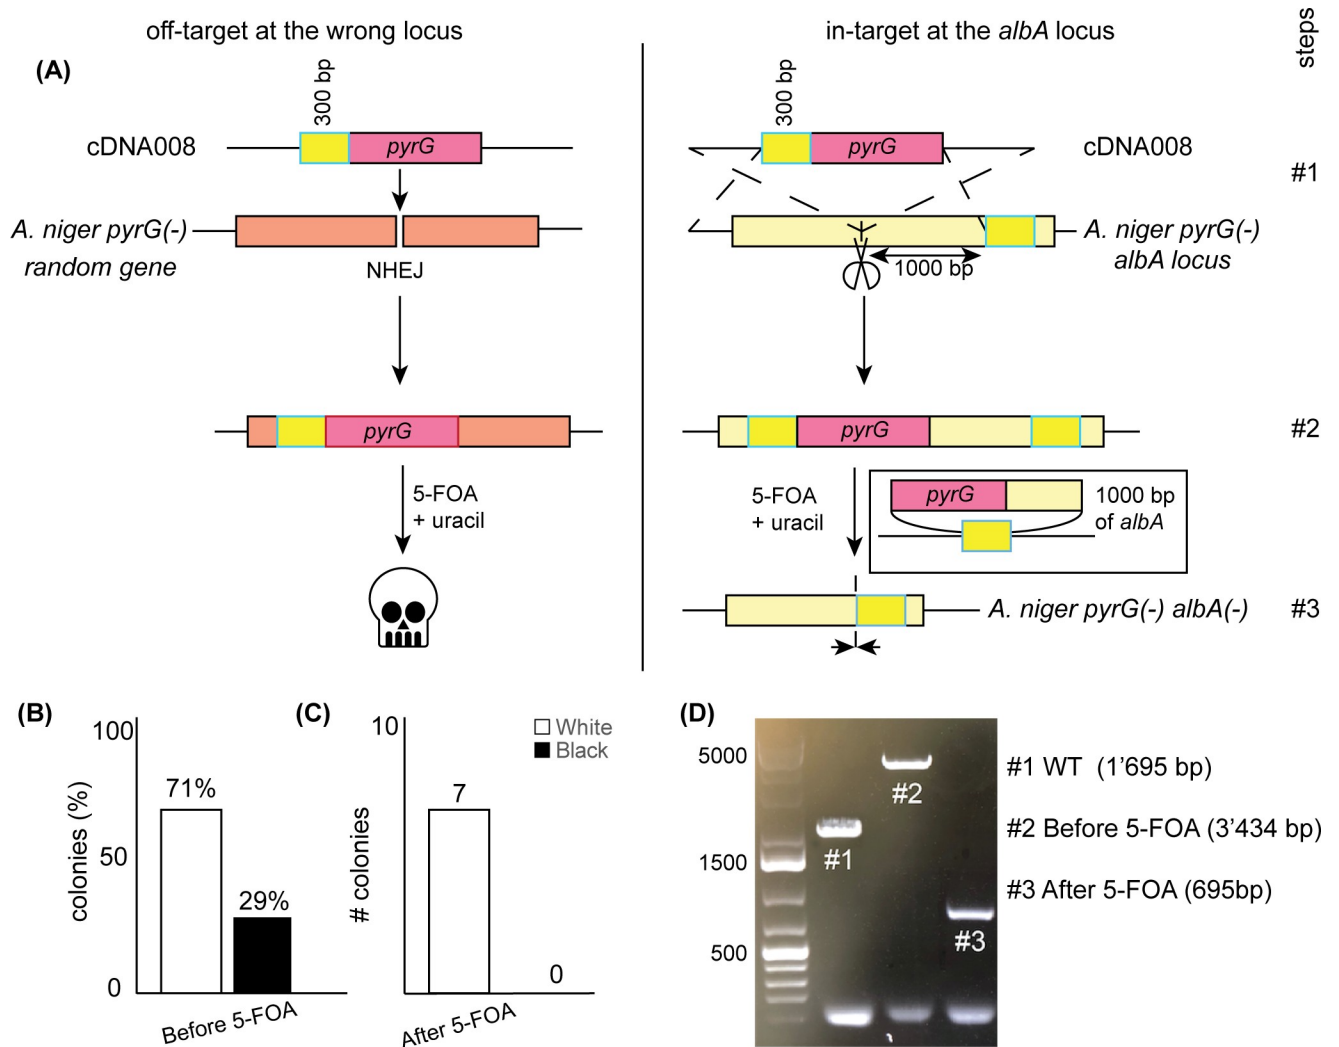 off-target at the wrong locus
in-target at the albA locus
steps
(A)
300 bp
300 bp
cDNA008
pyrG
pyrG
cDNA008
#1
A. niger pyrG(-)
random gene
NHEJ
1000 bp
A. niger pyrG(-)
albA locus
pyrG
pyrG
#2
5-FOA
+ uracil
5-FOA
+ uracil
pyrG
1000 bp
of albA
A. niger pyrG(-) albA(-)
#3
(B)
100
50
0
colonies (%)
71%
29%
Before 5-FOA
(C)
10
# colonies
7
0
White
Black
After 5-FOA
(D)
5000
1500
500
#1
#2
#3
#1 WT (1'695 bp)
#2 Before 5-FOA (3'434 bp)
#3 After 5-FOA (695bp)